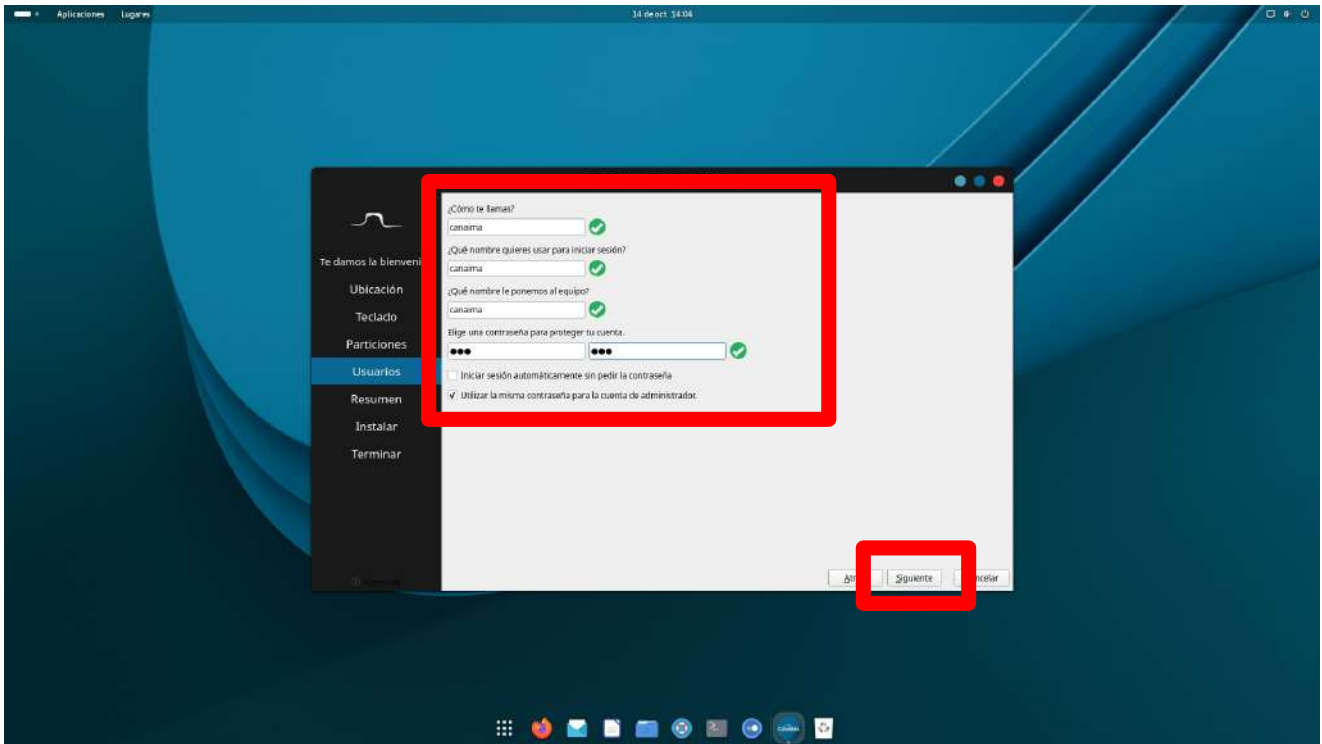 Aplicaciones Lugares 14 de oct 14:04
¿Cómo te llamas?
canaima
¿Qué nombre quieres usar para iniciar sesión?
canaima
¿Qué nombre le ponemos al equipo?
canaima
Elige una contraseña para proteger tu cuenta.
Iniciar sesión automáticamente sin pedir la contraseña
Utilizar la misma contraseña para la cuenta de administrador.
Te damos la bienveni
Ubicación
Teclado
Particiones
Usuarios
Resumen
Instalar
Terminar
Siguiente